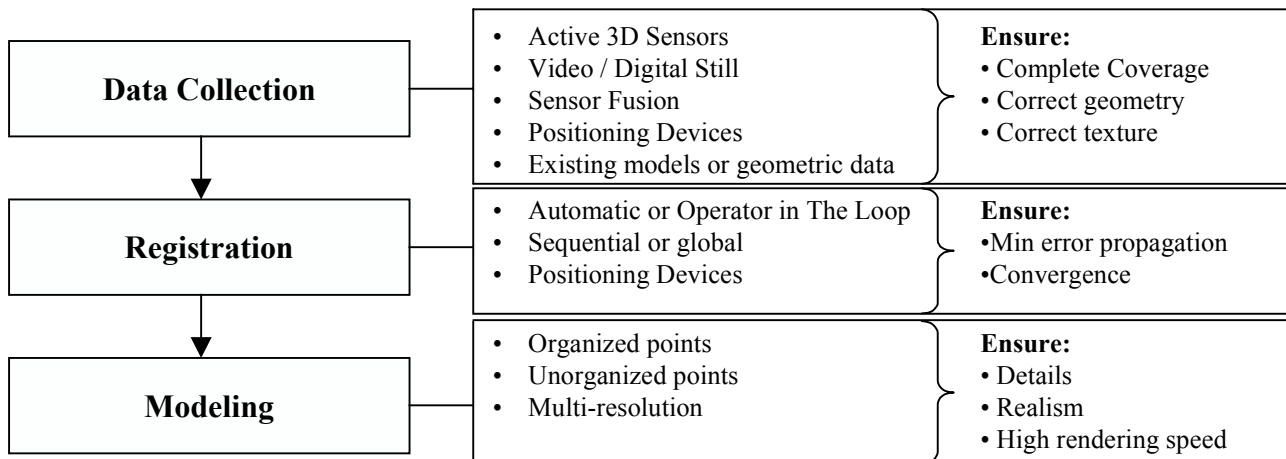 Data Collection
• Active 3D Sensors
• Video / Digital Still
• Sensor Fusion
• Positioning Devices
• Existing models or geometric data
Ensure:
• Complete Coverage
• Correct geometry
• Correct texture
Registration
• Automatic or Operator in The Loop
• Sequential or global
• Positioning Devices
Ensure:
•Min error propagation
•Convergence
Modeling
• Organized points
• Unorganized points
• Multi-resolution
Ensure:
• Details
• Realism
• High rendering speed